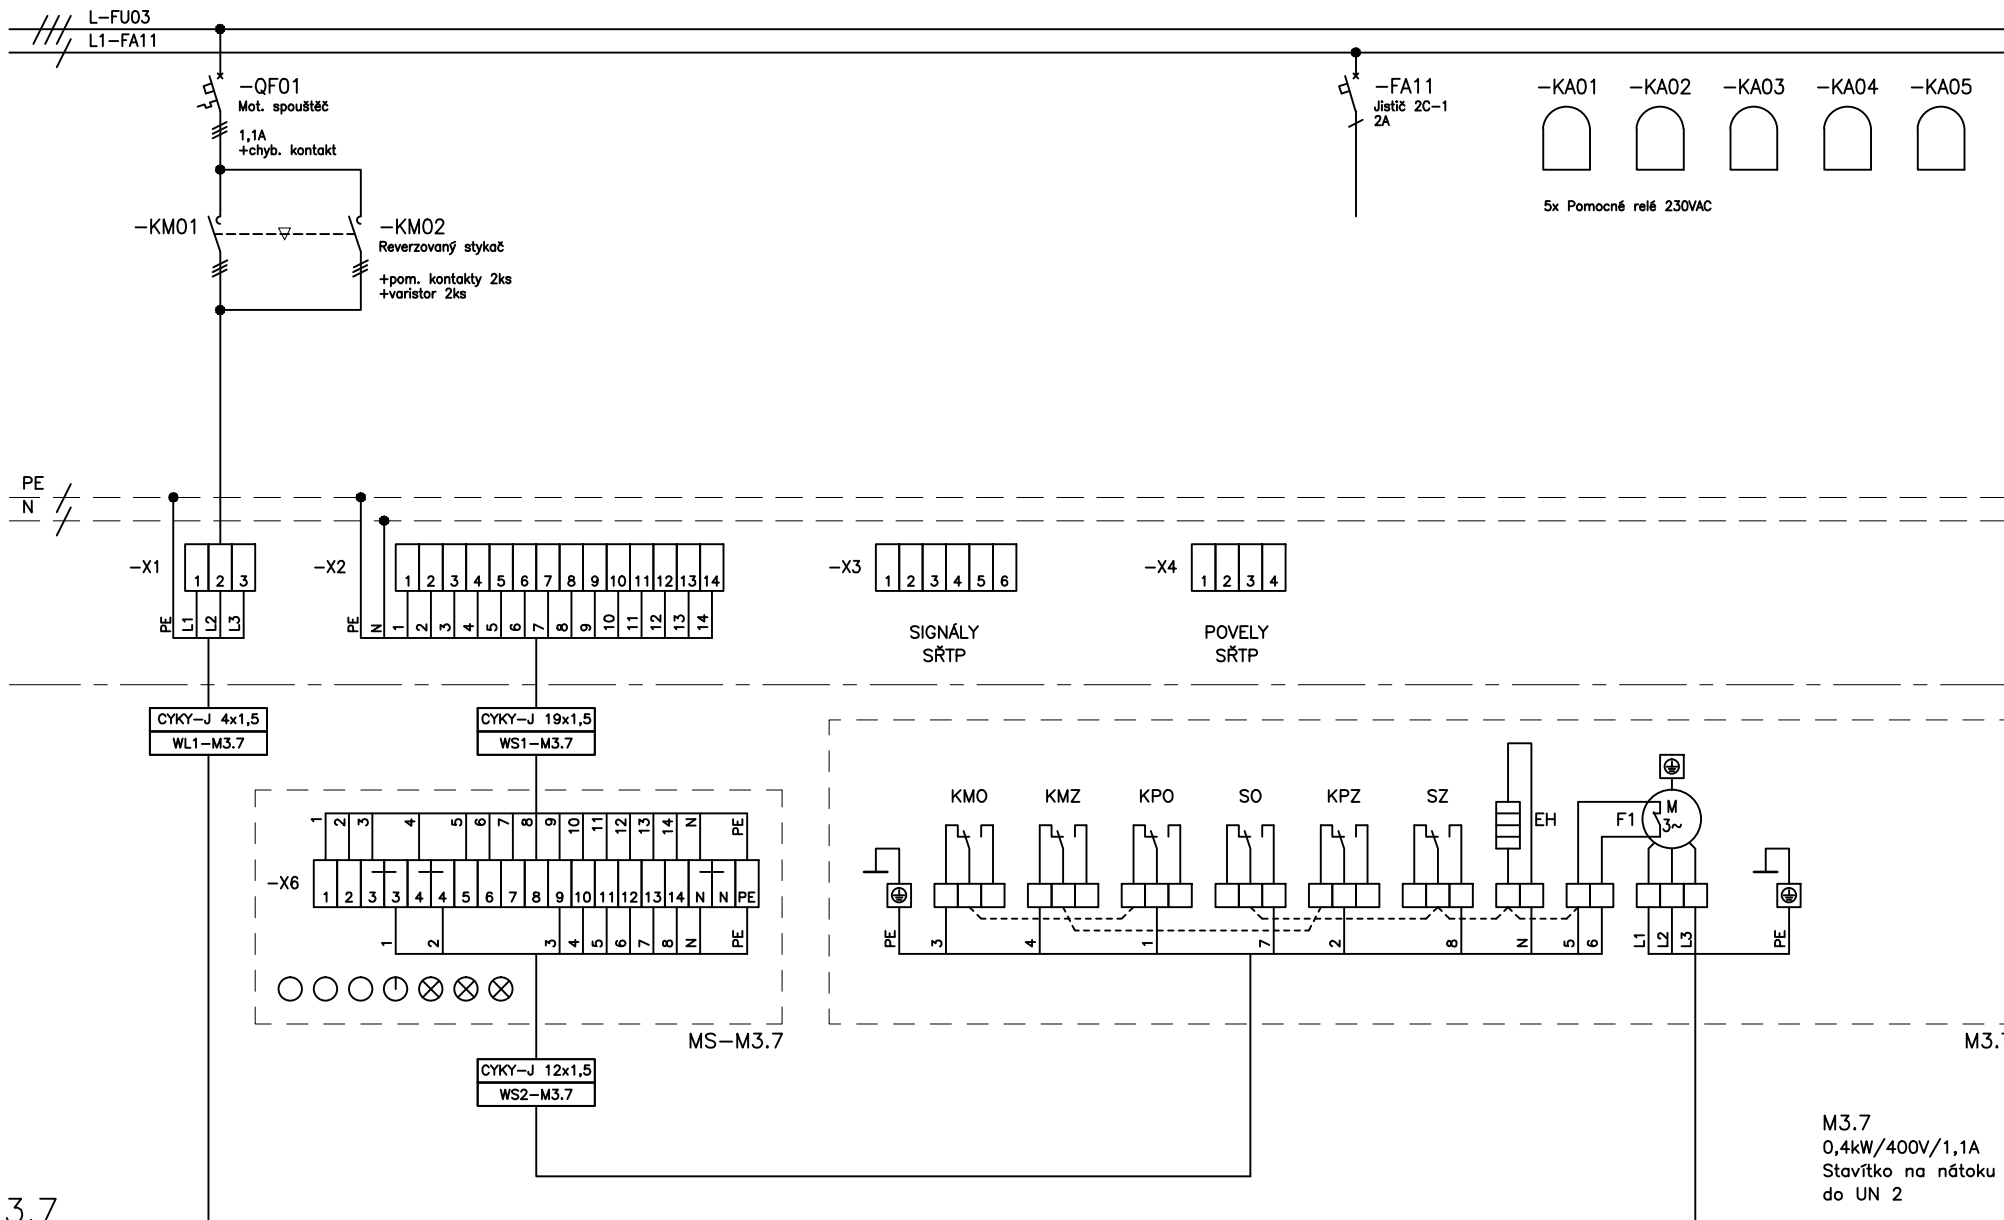 L-FU03
L1-FA11
-QF01
Mot. spouštěč
1,1A
+chyb. kontakt
-FA11
Jistič 2C-1
2A
-KA01 -KA02 -KA03 -KA04 -KA05
5x Pomocné relé 230VAC
-KM01
-KM02
Reverzovaný stykač
+pom. kontakty 2ks
+varistor 2ks
PE
N
-X1
1 2 3
PE L1 L2 L3
-X2
1 2 3 4 5 6 7 8 9 10 11 12 13 14
PE N 1 2 3 4 5 6 7 8 9 10 11 12 13 14
-X3
1 2 3 4 5 6
SIGNÁLY
SŘTP
-X4
1 2 3 4
POVELY
SŘTP
CYKY-J 4x1,5
WL1-M3.7
CYKY-J 19x1,5
WS1-M3.7
1 2 3 4 5 6 7 8 9 10 11 12 13 14 N PE
-X6
1 2 3 3 4 4 5 6 7 8 9 10 11 12 13 14 N N PE
1 2 3 4 5 6 7 8 N PE
MS-M3.7
CYKY-J 12x1,5
WS2-M3.7
KMO KMZ KPO SO KPZ SZ
EH
F1
M
3~
PE 3 4 1 7 2 8 N 5 6 L1 L2 L3 PE
M3.7
M3.7
0,4kW/400V/1,1A
Stavítko na nátoku
do UN 2
3.7